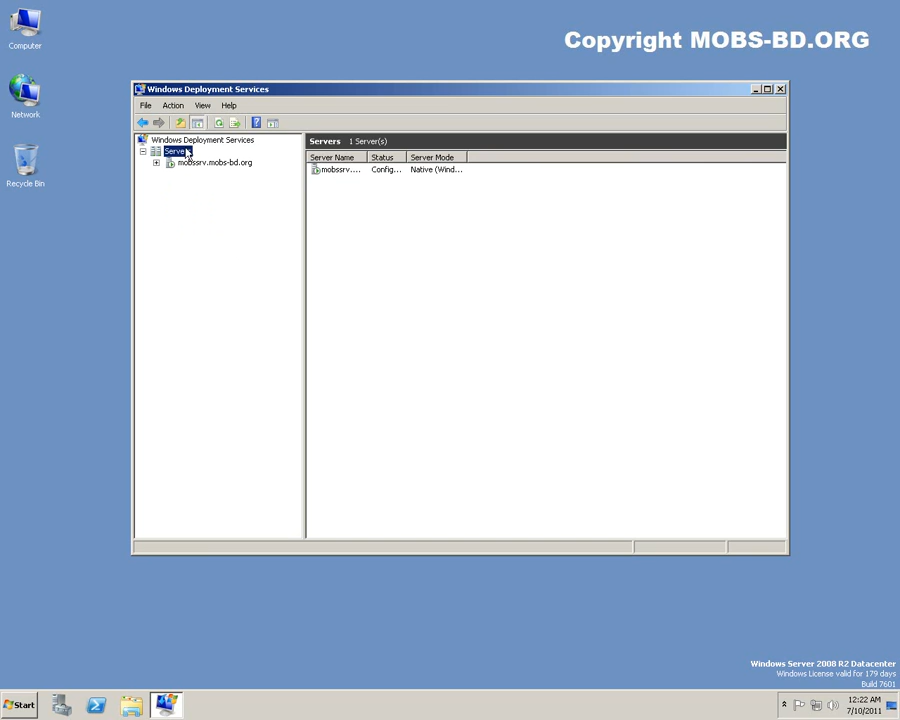 Computer
Network
Recycle Bin
Copyright MOBS-BD.ORG
Windows Deployment Services
File Action View Help
Windows Deployment Services
mobssrv.mobs-bd.org
Servers 1 Server(s)
Server Name Status Server Mode
mobssrv.... Config... Native (Wind...
Windows Server 2008 R2 Datacenter
Windows License valid for 179 days
Build 7601
Start
12:22 AM
7/10/2011